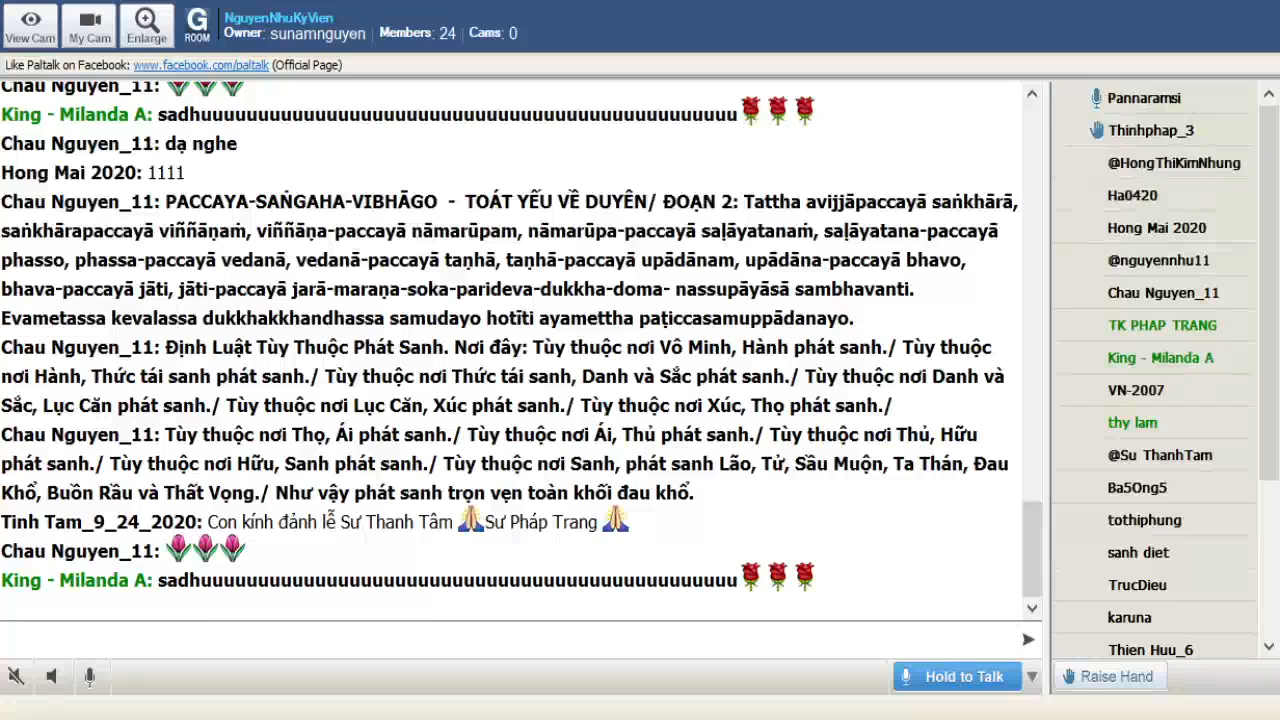 View Cam
My Cam
Enlarge
G
ROOM
NguyenNhuKyVien
Owner: sunamnguyen | Members: 24 | Cams: 0
Like Paltalk on Facebook: www.facebook.com/paltalk (Official Page)
Chau Nguyen_11:
King - Milanda A: sadhuuuuuuuuuuuuuuuuuuuuuuuuuuuuuuuuuuuuuuuuuuuuuuu
Chau Nguyen_11: dạ nghe
Hong Mai 2020: 1111
Chau Nguyen_11: PACCAYA-SAṄGAHA-VIBHĀGO - TOÁT YẾU VỀ DUYÊN/ ĐOẠN 2: Tattha avijjāpaccayā saṅkhārā,
saṅkhārapaccayā viññāṇaṁ, viññāṇa-paccayā nāmarūpam, nāmarūpa-paccayā saḷāyatanaṁ, saḷāyatana-paccayā
phasso, phassa-paccayā vedanā, vedanā-paccayā taṇhā, taṇhā-paccayā upādānam, upādāna-paccayā bhavo,
bhava-paccayā jāti, jāti-paccayā jarā-maraṇa-soka-parideva-dukkha-doma- nassupāyāsā sambhavanti.
Evametassa kevalassa dukkhakkhandhassa samudayo hotīti ayamettha paṭiccasamuppādanayo.
Chau Nguyen_11: Định Luật Tùy Thuộc Phát Sanh. Nơi đây: Tùy thuộc nơi Vô Minh, Hành phát sanh./ Tùy thuộc
nơi Hành, Thức tái sanh phát sanh./ Tùy thuộc nơi Thức tái sanh, Danh và Sắc phát sanh./ Tùy thuộc nơi Danh và
Sắc, Lục Căn phát sanh./ Tùy thuộc nơi Lục Căn, Xúc phát sanh./ Tùy thuộc nơi Xúc, Thọ phát sanh./
Chau Nguyen_11: Tùy thuộc nơi Thọ, Ái phát sanh./ Tùy thuộc nơi Ái, Thủ phát sanh./ Tùy thuộc nơi Thủ, Hữu
phát sanh./ Tùy thuộc nơi Hữu, Sanh phát sanh./ Tùy thuộc nơi Sanh, phát sanh Lão, Tử, Sầu Muộn, Ta Thán, Đau
Khổ, Buồn Rầu và Thất Vọng./ Như vậy phát sanh trọn vẹn toàn khối đau khổ.
Tinh Tam_9_24_2020: Con kính đảnh lễ Sư Thanh Tâm Sư Pháp Trang
Chau Nguyen_11:
King - Milanda A: sadhuuuuuuuuuuuuuuuuuuuuuuuuuuuuuuuuuuuuuuuuuuuuuuu
Hold to Talk
Pannaramsi
Thinhphap_3
@HongThiKimNhung
Ha0420
Hong Mai 2020
@nguyennhu11
Chau Nguyen_11
TK PHAP TRANG
King - Milanda A
VN-2007
thy lam
@Su ThanhTam
Ba5Ong5
tothiphung
sanh diet
TrucDieu
karuna
Thien Huu_6
Raise Hand